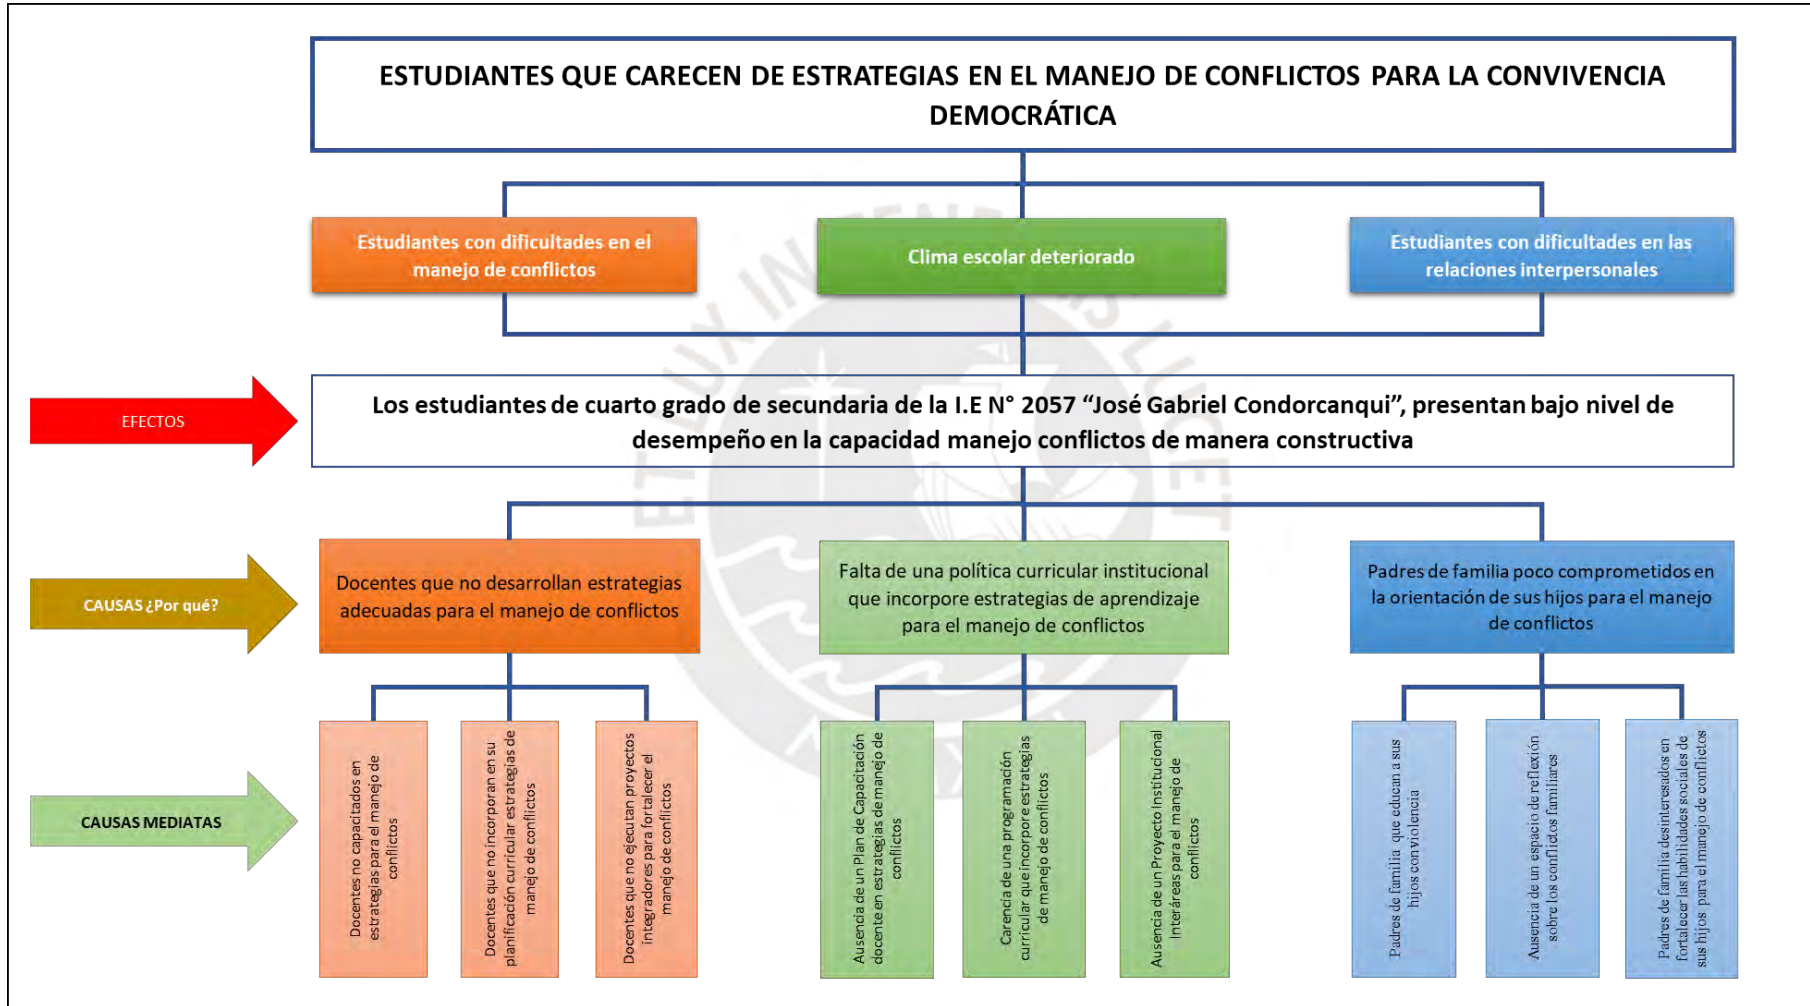 ESTUDIANTES QUE CARECEN DE ESTRATEGIAS EN EL MANEJO DE CONFLICTOS PARA LA CONVIVENCIA
DEMOCRÁTICA
Estudiantes con dificultades en el
manejo de conflictos
Clima escolar deteriorado
Estudiantes con dificultades en las
relaciones interpersonales
EFECTOS
Los estudiantes de cuarto grado de secundaria de la I.E N° 2057 “José Gabriel Condorcanqui”, presentan bajo nivel de
desempeño en la capacidad manejo conflictos de manera constructiva
CAUSAS ¿Por qué?
Docentes que no desarrollan estrategias
adecuadas para el manejo de conflictos
Falta de una política curricular institucional
que incorpore estrategias de aprendizaje
para el manejo de conflictos
Padres de familia poco comprometidos en
la orientación de sus hijos para el manejo
de conflictos
CAUSAS MEDIATAS
Docentes no capacitados en
estrategias para el manejo de
conflictos
Docentes que no incorporan en su
planificación curricular estrategias de
manejo de conflictos
Docentes que no ejecutan proyectos
integradores para fortalecer el
manejo de conflictos
Ausencia de un Plan de Capacitación
docente en estrategias de manejo de
conflictos
Carencia de una programación
curricular que incorpore estrategias
de manejo de conflictos
Ausencia de un Proyecto Institucional
Interáreas para el manejo de
conflictos
Padres de familia que educan a sus
hijos con violencia
Ausencia de un espacio de reflexión
sobre los conflictos familiares
Padres de familia desinteresados en
fortalecer las habilidades sociales de
sus hijos para el manejo de conflictos
ET LUX IN TENEBRIS LUCET